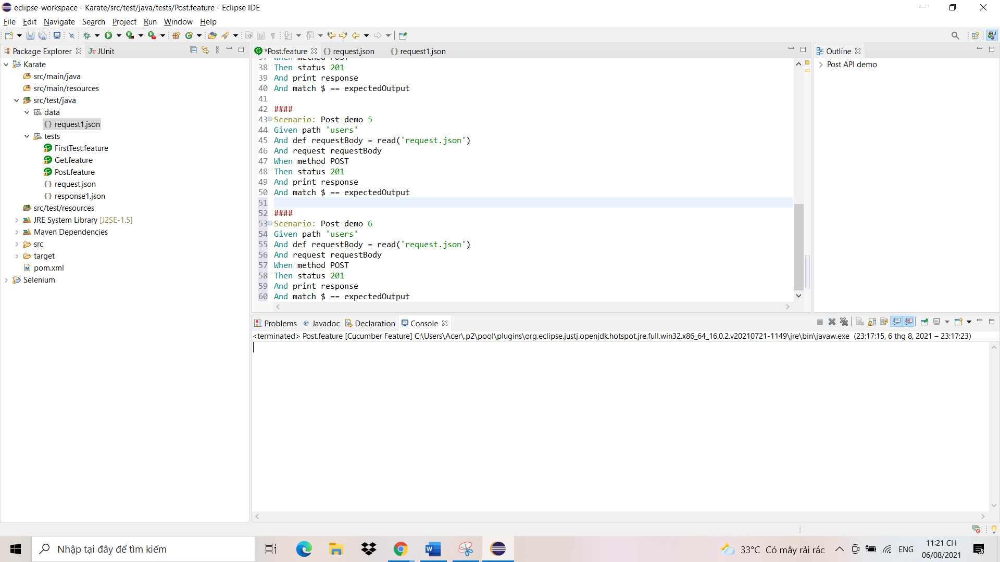 eclipse-workspace - Karate/src/test/java/tests/Post.feature - Eclipse IDE
File Edit Navigate Search Project Run Window Help
Package Explorer
JUnit
Karate
src/main/java
src/main/resources
src/test/java
data
request1.json
tests
FirstTest.feature
Get.feature
Post.feature
request.json
response1.json
src/test/resources
JRE System Library [J2SE-1.5]
Maven Dependencies
src
target
pom.xml
Selenium
*Post.feature
request.json
request1.json
37 When method POST
38 Then status 201
39 And print response
40 And match $ == expectedOutput
41
42 ####
43 Scenario: Post demo 5
44 Given path 'users'
45 And def requestBody = read('request.json')
46 And request requestBody
47 When method POST
48 Then status 201
49 And print response
50 And match $ == expectedOutput
51
52 ####
53 Scenario: Post demo 6
54 Given path 'users'
55 And def requestBody = read('request.json')
56 And request requestBody
57 When method POST
58 Then status 201
59 And print response
60 And match $ == expectedOutput
Outline
Post API demo
Problems @ Javadoc Declaration Console
<terminated> Post.feature [Cucumber Feature] C:\Users\Acer\.p2\pool\plugins\org.eclipse.justj.openjdk.hotspot.jre.full.win32.x86_64_16.0.2.v20210721-1149\jre\bin\javaw.exe (23:17:15, 6 thg 8, 2021 – 23:17:23)
Nhập tại đây để tìm kiếm
33°C Có mây rải rác
ENG
11:21 CH
06/08/2021